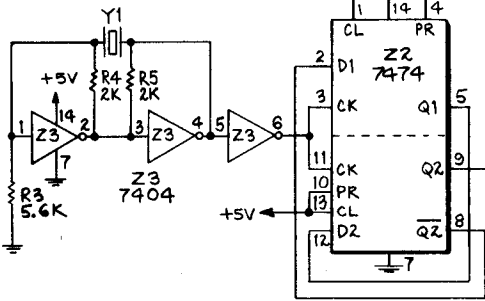 Y1
1 14 4
CL PR
Z2
7474
+5V
R4
2K
R5
2K
2 D1
14
1 Z3 2
3 Z3 4
5 Z3 6
7
Z3
7404
R3
5.6K
3 CK Q1 5
11 CK Q2 9
10 PR
+5V 13 CL
12 D2 Q2 8
7